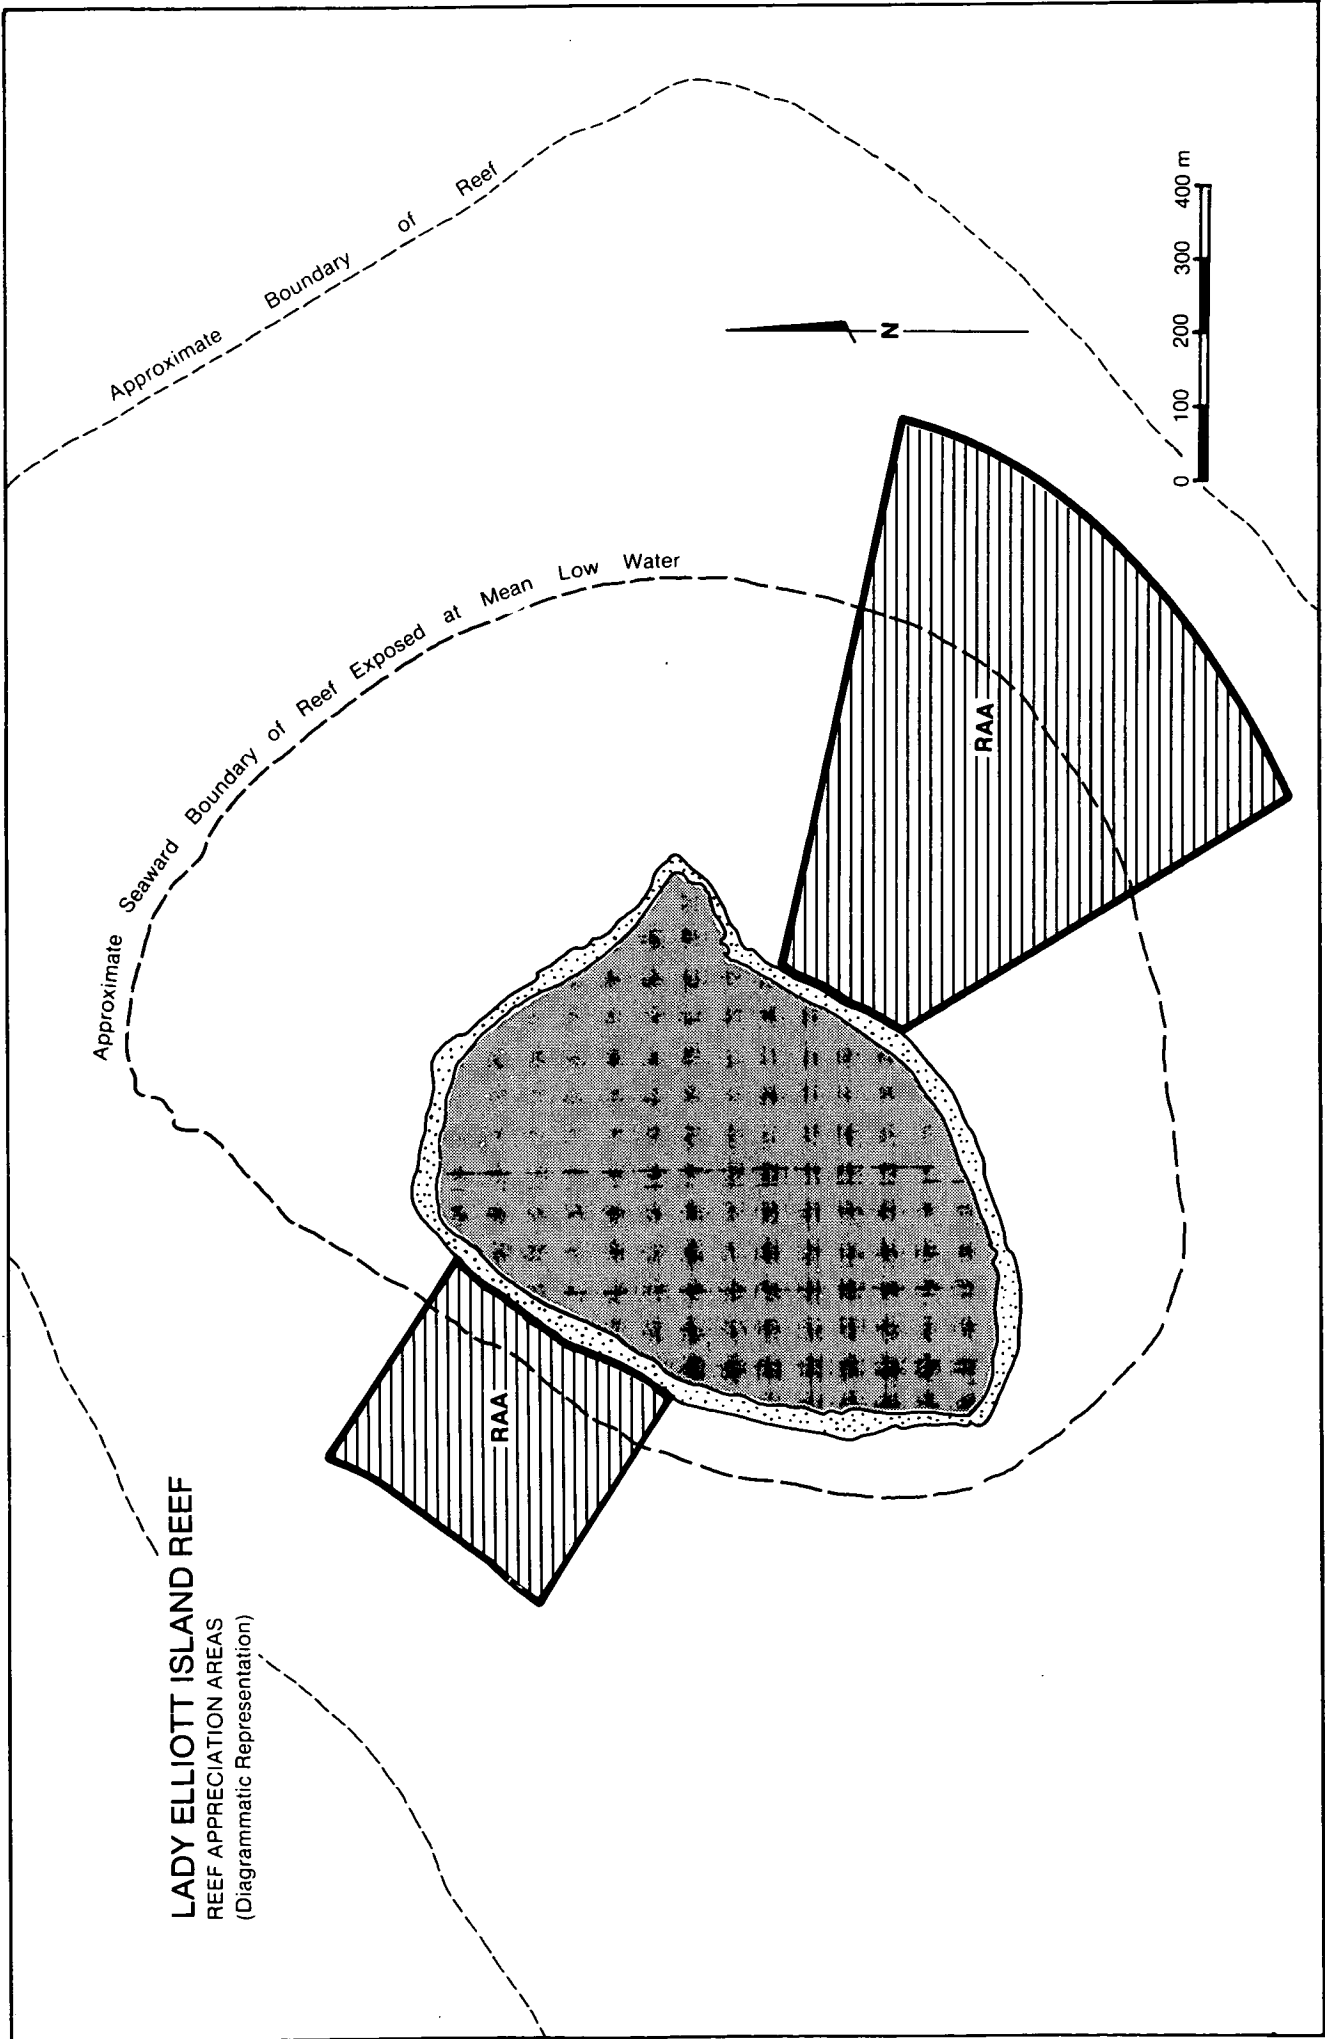 LADY ELLIOTT ISLAND REEF
REEF APPRECIATION AREAS
(Diagrammatic Representation)
Approximate Boundary of Reef
Approximate Seaward Boundary of Reef Exposed at Mean Low Water
RAA
RAA
N
0 100 200 300 400 m